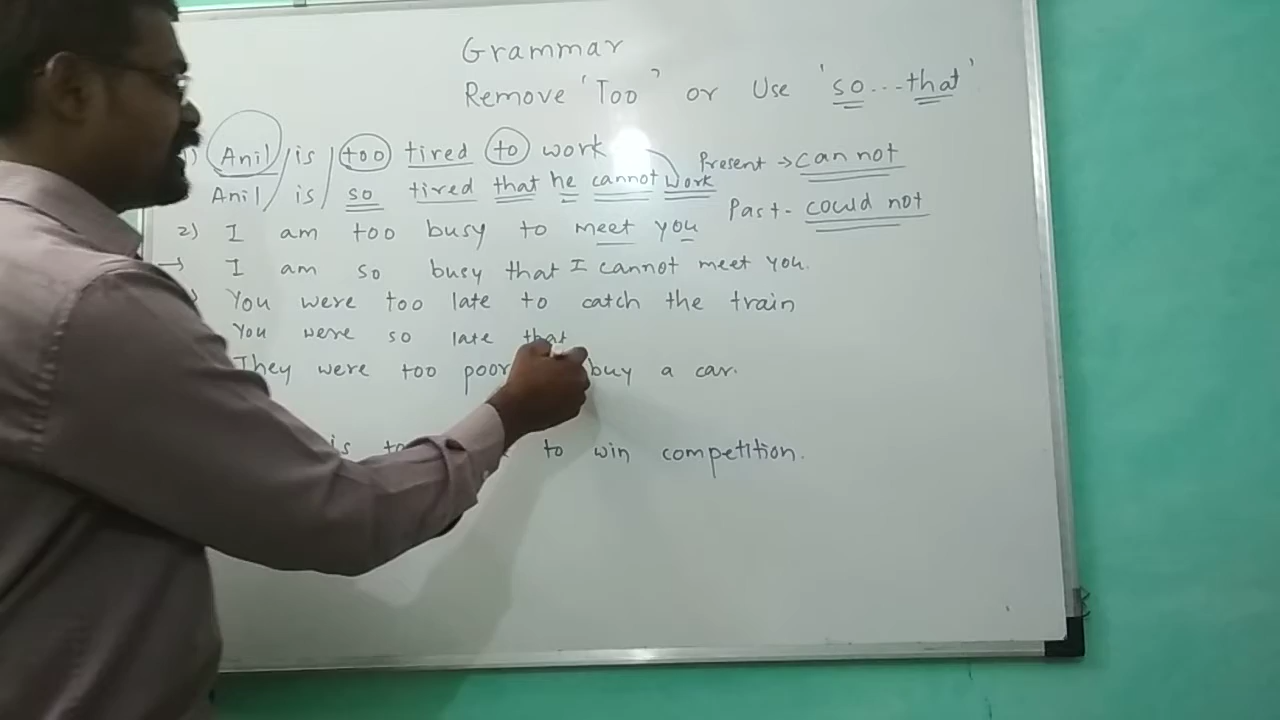 Grammar
Remove 'Too' or Use 'so...that'
1) Anil / is / too tired to work
Present → cannot
Anil / is / so tired that he cannot work
Past - could not
2) I am too busy to meet you
→ I am so busy that I cannot meet you.
You were too late to catch the train
You were so late that
They were too poor buy a car.
is to win competition.